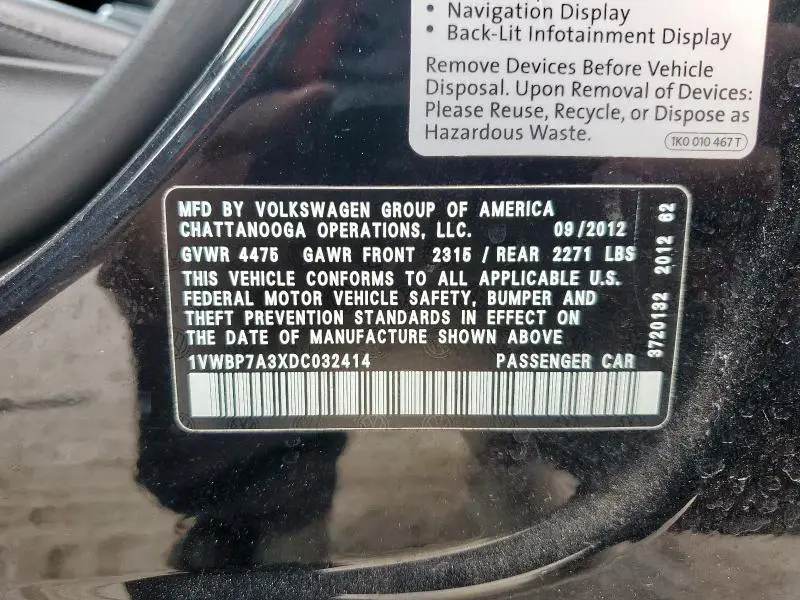 • Navigation Display
• Back-Lit Infotainment Display
Remove Devices Before Vehicle
Disposal. Upon Removal of Devices:
Please Reuse, Recycle, or Dispose as
Hazardous Waste.
1K0 010 467 T
MFD BY VOLKSWAGEN GROUP OF AMERICA
CHATTANOOGA OPERATIONS, LLC. 09/2012
GVWR 4475 GAWR FRONT 2315 / REAR 2271 LBS
THIS VEHICLE CONFORMS TO ALL APPLICABLE U.S.
FEDERAL MOTOR VEHICLE SAFETY, BUMPER AND
THEFT PREVENTION STANDARDS IN EFFECT ON
THE DATE OF MANUFACTURE SHOWN ABOVE
1VWBP7A3XDC032414 PASSENGER CAR
3720132 2012 62